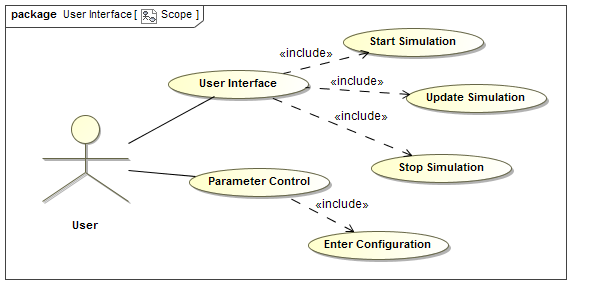 package User Interface [ Scope ]
Start Simulation
«include»
User Interface
«include»
Update Simulation
«include»
Stop Simulation
Parameter Control
«include»
User
Enter Configuration